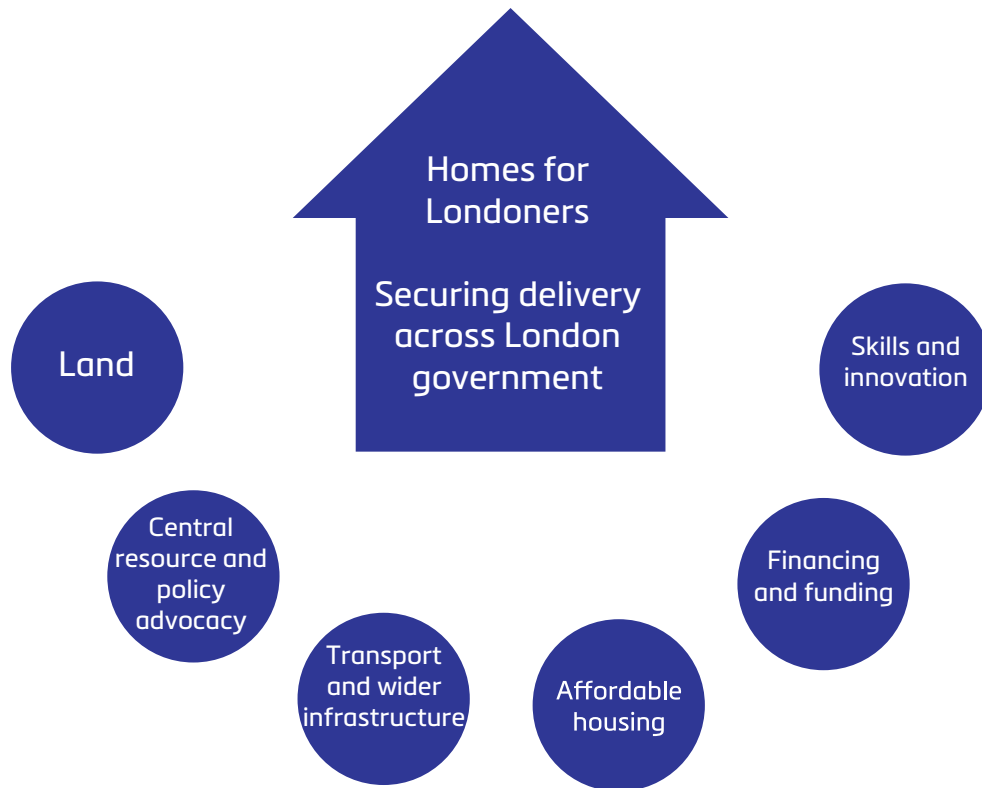 Homes for
Londoners
Securing delivery
across London
government
Land
Central
resource and
policy
advocacy
Transport
and wider
infrastructure
Affordable
housing
Financing
and funding
Skills and
innovation